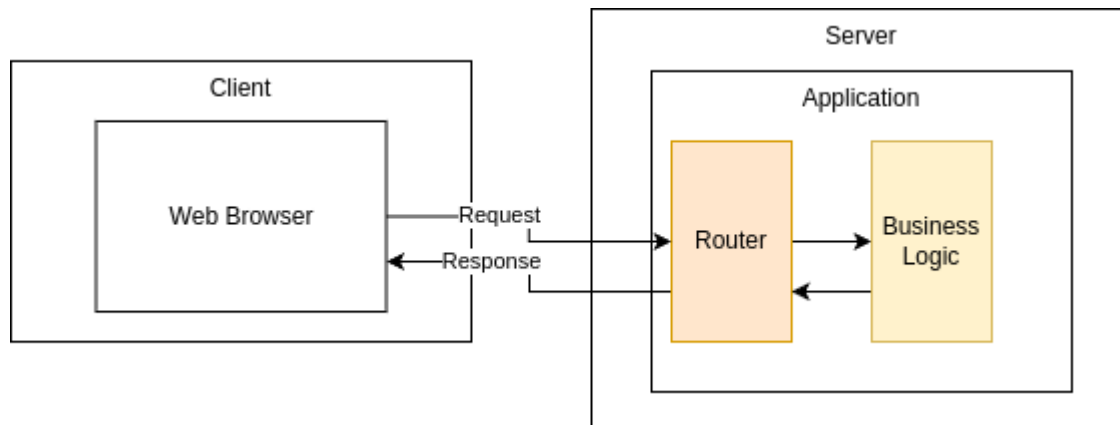 Server
Client
Application
Web Browser
Request
Response
Router
Business
Logic